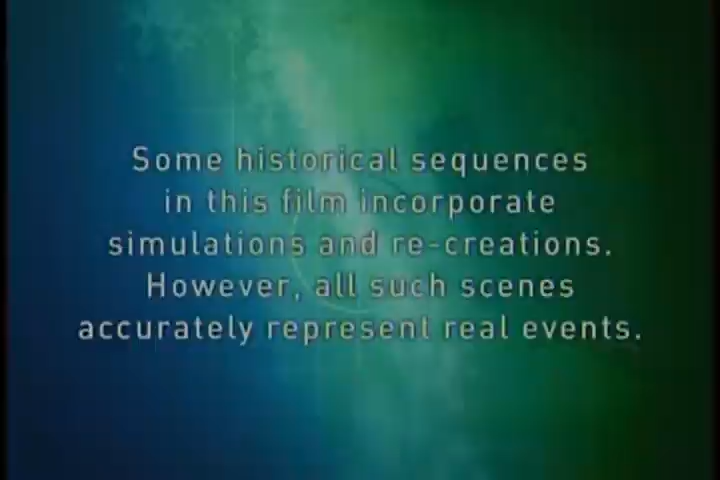 Some historical sequences
in this film incorporate
simulations and re-creations.
However, all such scenes
accurately represent real events.